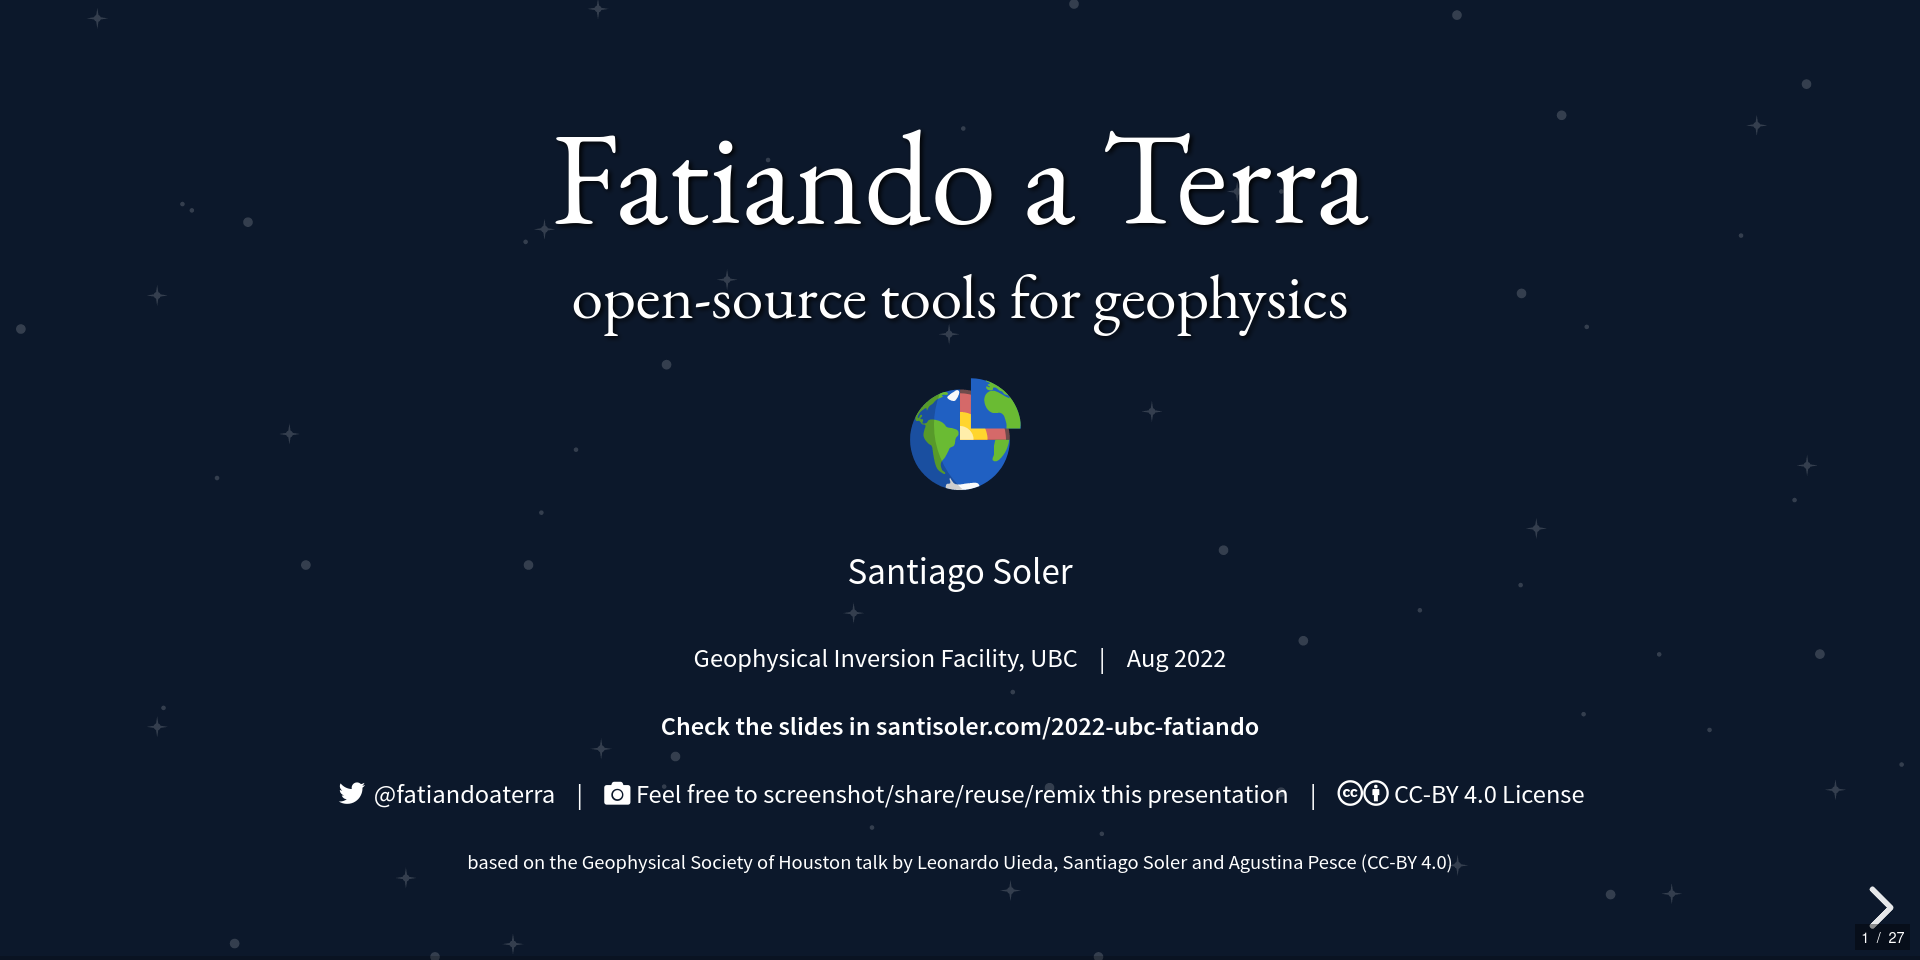 Fatiando a Terra
open-source tools for geophysics
Santiago Soler
Geophysical Inversion Facility, UBC | Aug 2022
Check the slides in santisoler.com/2022-ubc-fatiando
@fatiandoaterra | Feel free to screenshot/share/reuse/remix this presentation | cc CC-BY 4.0 License
based on the Geophysical Society of Houston talk by Leonardo Uieda, Santiago Soler and Agustina Pesce (CC-BY 4.0)
1 / 27